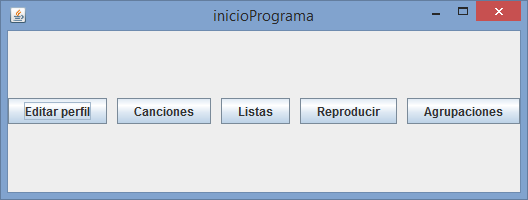 inicioPrograma
Editar perfil Canciones Listas Reproducir Agrupaciones